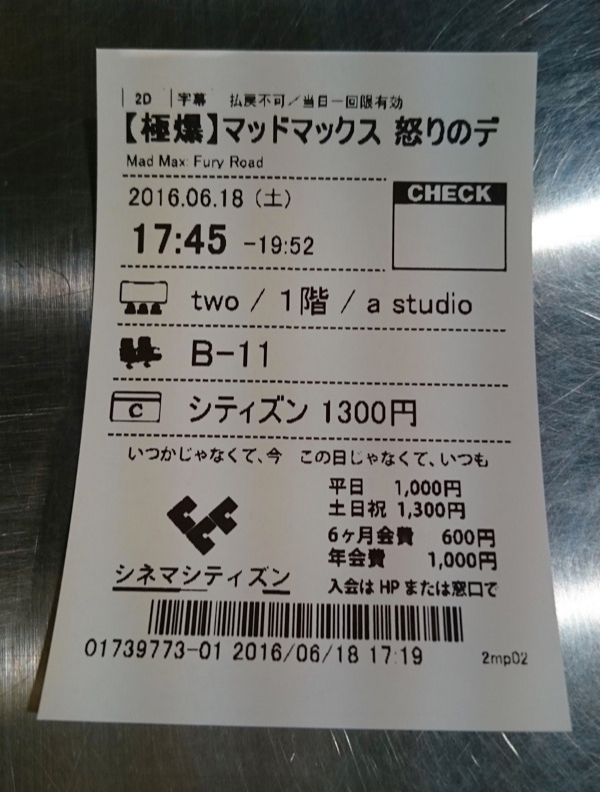 2D 字幕 払戻不可／当日一回限有効
【極爆】マッドマックス 怒りのデ
Mad Max: Fury Road
2016.06.18（土）
17:45 -19:52
CHECK
two / 1階 / a studio
B-11
C シティズン 1300円
いつかじゃなくて、今 この日じゃなくて、いつも
平日 1,000円
土日祝 1,300円
6ヶ月会費 600円
年会費 1,000円
入会は HP または窓口で
シネマシティズン
01739773-01 2016/06/18 17:19 2mp02